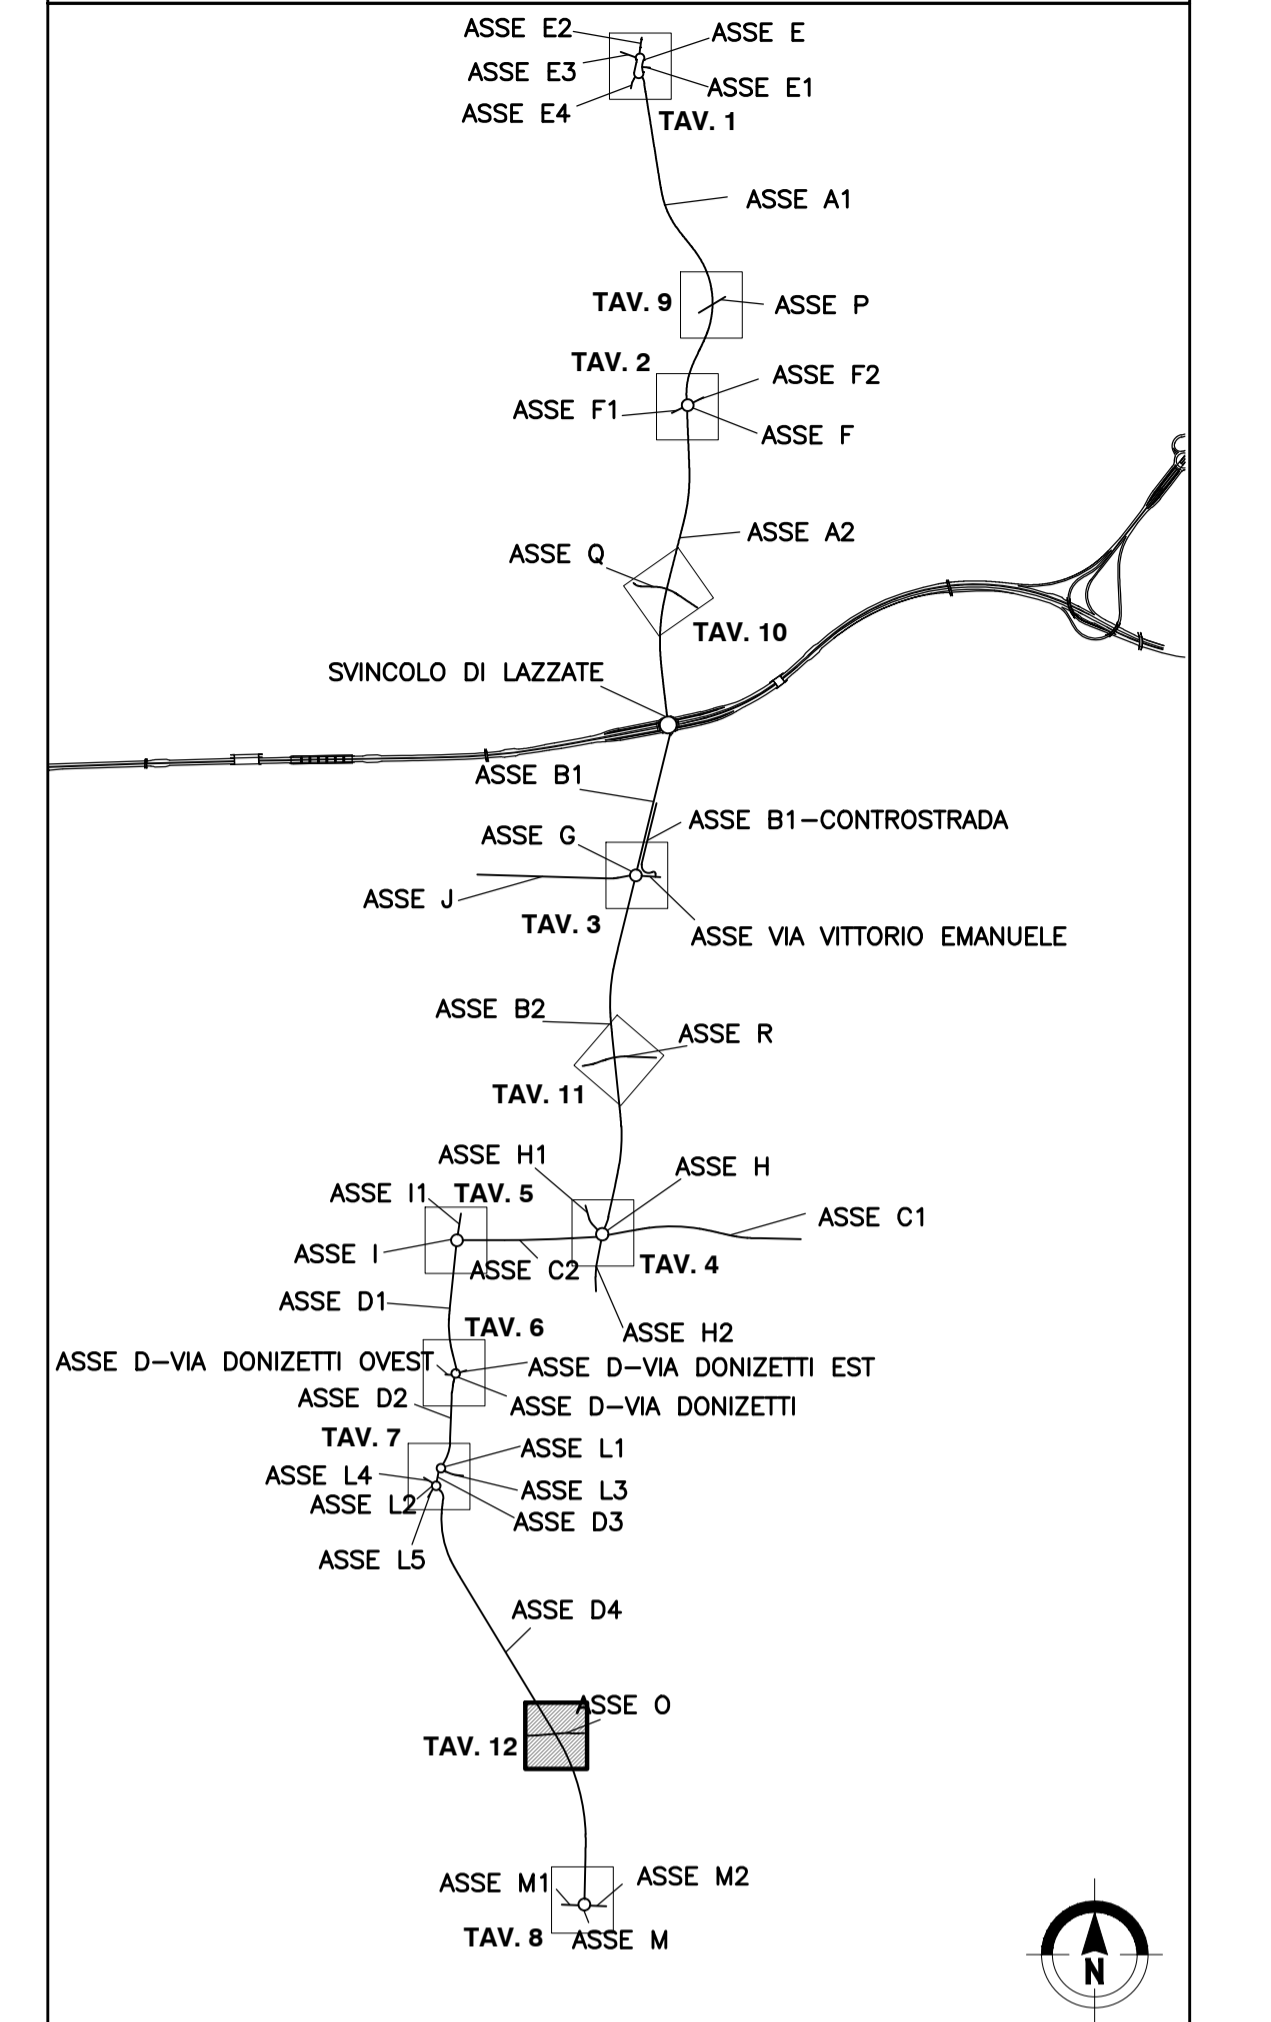 ASSE E2
ASSE E
ASSE E3
ASSE E1
ASSE E4
TAV. 1
ASSE A1
TAV. 9
ASSE P
TAV. 2
ASSE F2
ASSE F1
ASSE F
ASSE A2
ASSE Q
TAV. 10
SVINCOLO DI LAZZATE
ASSE B1
ASSE B1-CONTROSTRADA
ASSE G
ASSE J
TAV. 3
ASSE VIA VITTORIO EMANUELE
ASSE B2
ASSE R
TAV. 11
ASSE H1
ASSE H
ASSE I1
TAV. 5
ASSE C1
ASSE I
ASSE C2
TAV. 4
ASSE D1
TAV. 6
ASSE H2
ASSE D-VIA DONIZETTI OVEST
ASSE D-VIA DONIZETTI EST
ASSE D2
ASSE D-VIA DONIZETTI
TAV. 7
ASSE L1
ASSE L4
ASSE L3
ASSE L2
ASSE D3
ASSE L5
ASSE D4
ASSE O
TAV. 12
ASSE M1
ASSE M2
TAV. 8
ASSE M
N